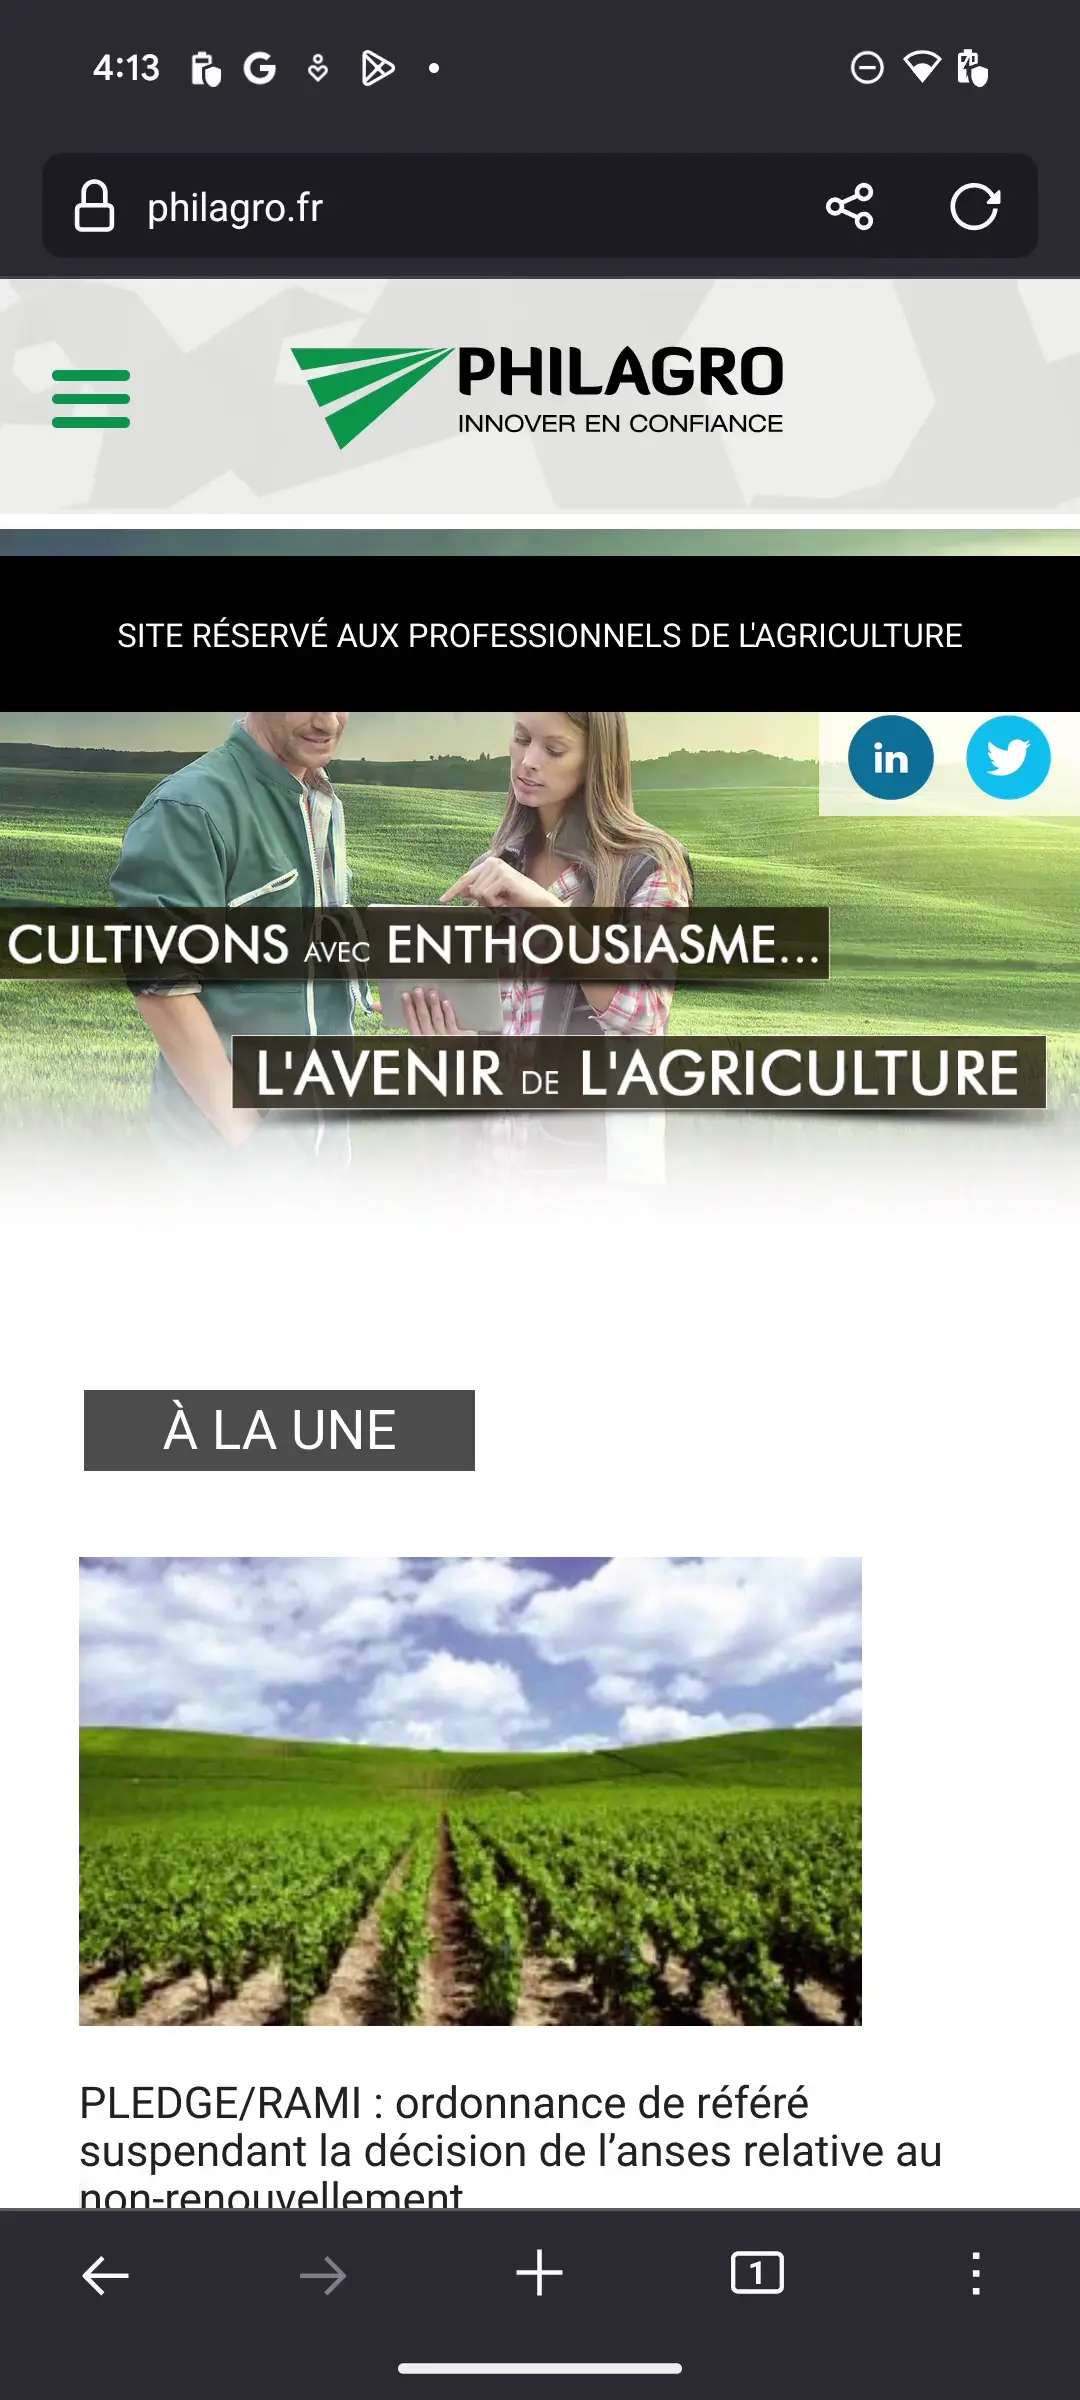 4:13
philagro.fr
PHILAGRO
INNOVER EN CONFIANCE
SITE RÉSERVÉ AUX PROFESSIONNELS DE L'AGRICULTURE
in
CULTIVONS AVEC ENTHOUSIASME...
L'AVENIR DE L'AGRICULTURE
À LA UNE
PLEDGE/RAMI : ordonnance de référé
suspendant la décision de l’anses relative au
non-renouvellement
1